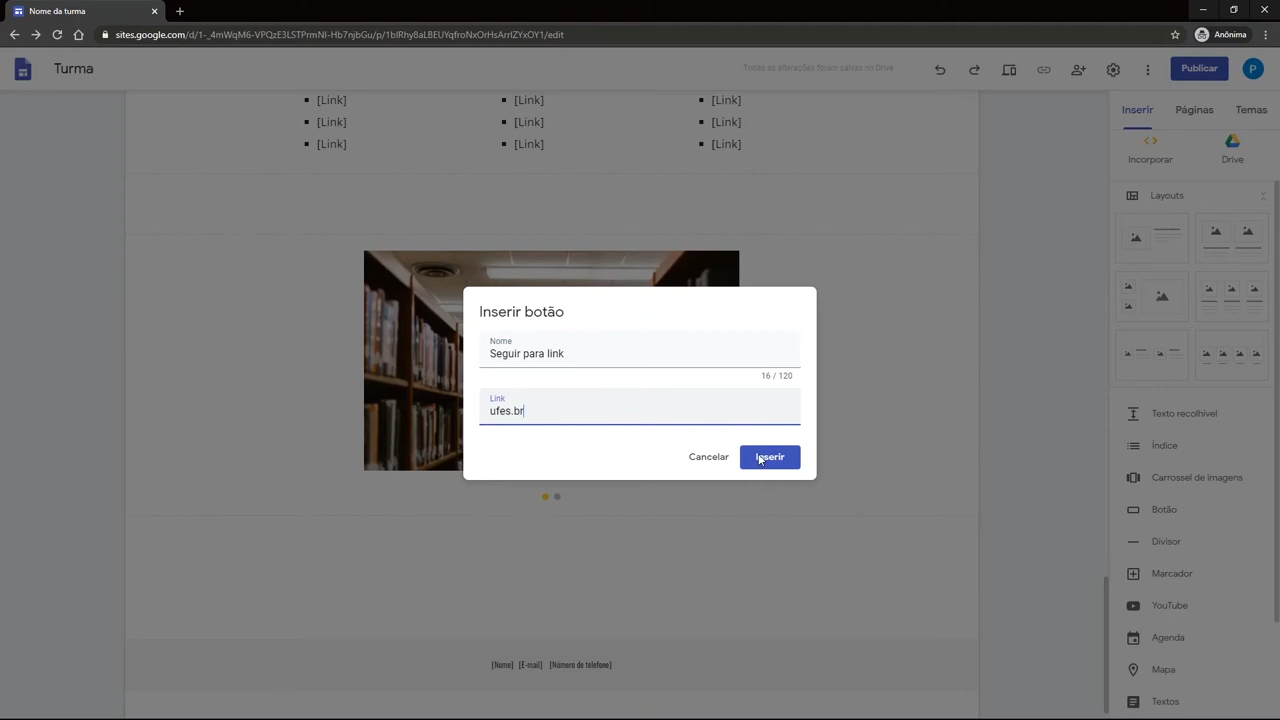 Nome da turma
sites.google.com/d/1-_4mWqM6-VPQzE3LSTPrmNI-Hb7njbGu/p/1bIRhy8aLBEUYqfroNxOrHsArrIZYxOY1/edit
Anônima
Turma
Todas as alterações foram salvas no Drive
Publicar
P
Inserir Páginas Temas
Incorporar Drive
Layouts
[Link] [Link] [Link]
[Link] [Link] [Link]
[Link] [Link] [Link]
Inserir botão
Nome
Seguir para link
16 / 120
Link
ufes.br
Cancelar Inserir
Texto recolhível
Índice
Carrossel de imagens
Botão
Divisor
Marcador
YouTube
Agenda
Mapa
Textos
[Nome] [E-mail] [Número de telefone]